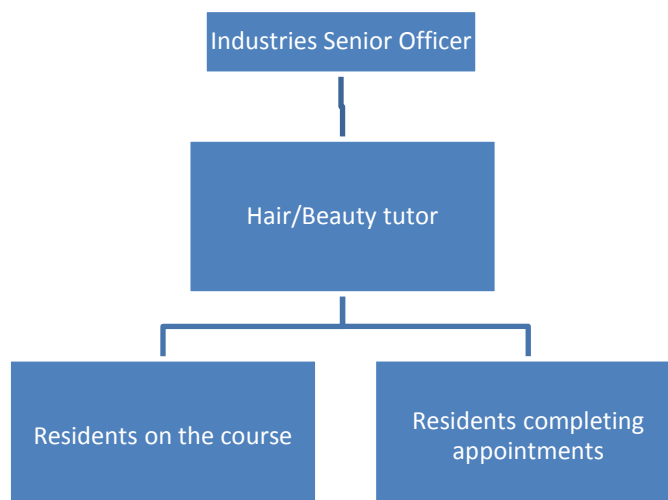 Industries Senior Officer
Hair/Beauty tutor
Residents on the course
Residents completing
appointments